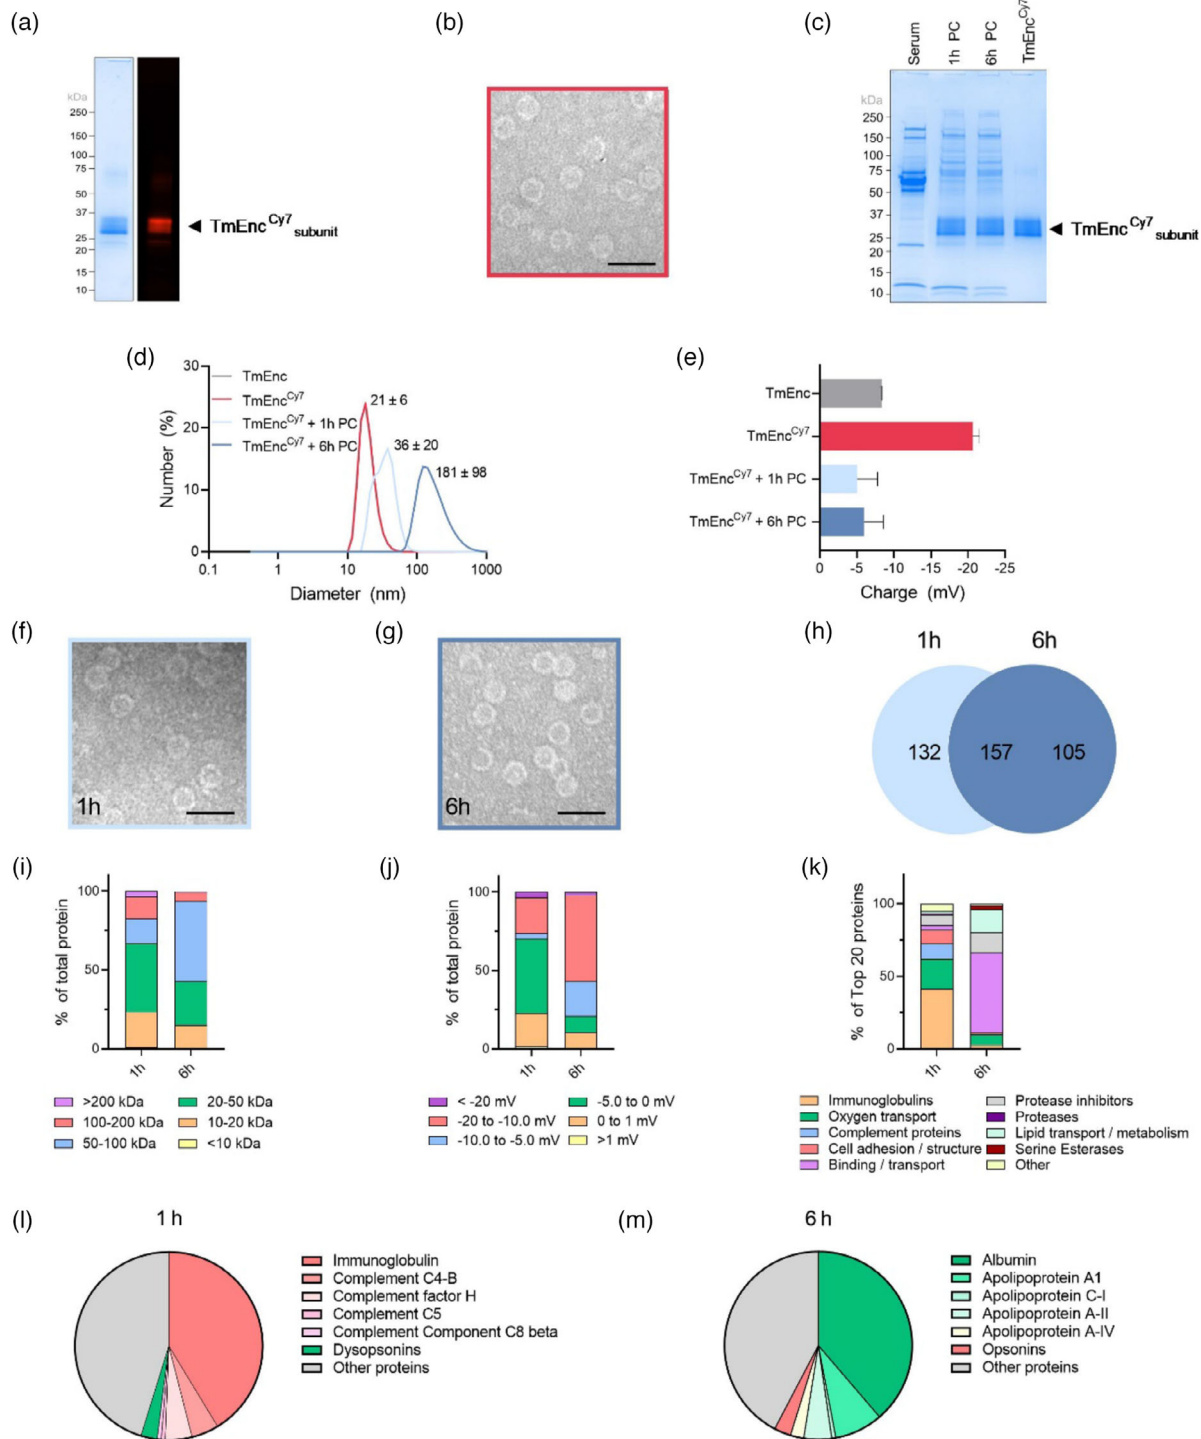 (a)
kDa
250
150
100
75
50
37
25
20
15
10
TmEncCy7 subunit
(b)
(c)
Serum
1h PC
6h PC
TmEncCy7
kDa
250
150
100
75
50
37
25
20
15
10
TmEncCy7 subunit
(d)
Number (%)
30
20
10
0
0.1
1
10
100
1000
Diameter (nm)
TmEnc
TmEncCy7
TmEncCy7 + 1h PC
TmEncCy7 + 6h PC
21 ± 6
36 ± 20
181 ± 98
(e)
TmEnc
TmEncCy7
TmEncCy7 + 1h PC
TmEncCy7 + 6h PC
0
-5
-10
-15
-20
-25
Charge (mV)
(f)
1h
(g)
6h
(h)
1h
6h
132
157
105
(i)
% of total protein
100
50
0
1h
6h
>200 kDa
100-200 kDa
50-100 kDa
20-50 kDa
10-20 kDa
<10 kDa
(j)
% of total protein
100
50
0
1h
6h
< -20 mV
-20 to -10.0 mV
-10.0 to -5.0 mV
-5.0 to 0 mV
0 to 1 mV
>1 mV
(k)
% of Top 20 proteins
100
50
0
1h
6h
Immunoglobulins
Oxygen transport
Complement proteins
Cell adhesion / structure
Binding / transport
Protease inhibitors
Proteases
Lipid transport / metabolism
Serine Esterases
Other
(l)
1 h
Immunoglobulin
Complement C4-B
Complement factor H
Complement C5
Complement Component C8 beta
Dysopsonins
Other proteins
(m)
6 h
Albumin
Apolipoprotein A1
Apolipoprotein C-I
Apolipoprotein A-II
Apolipoprotein A-IV
Opsonins
Other proteins